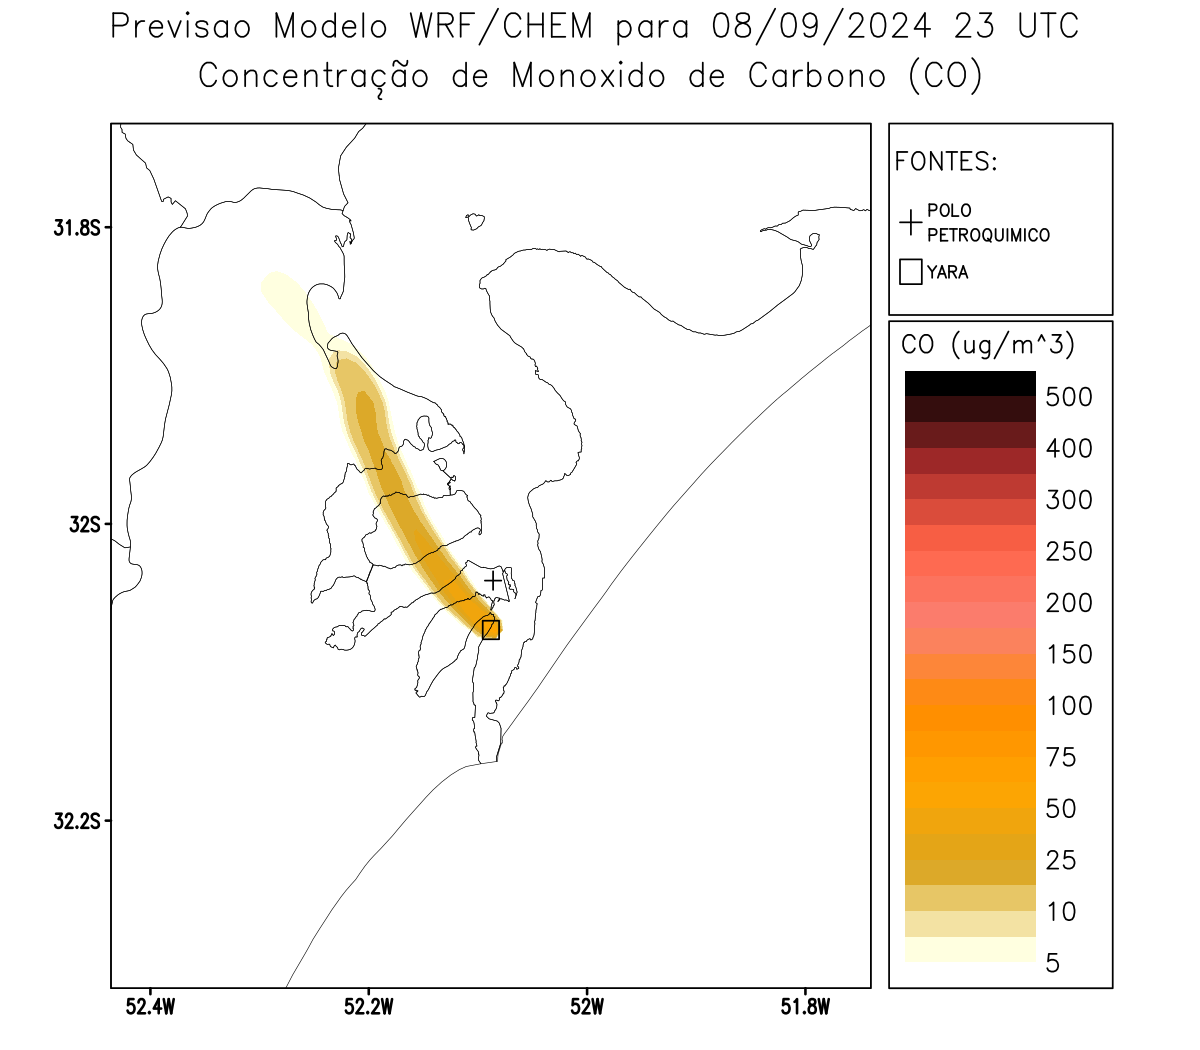 Previsao Modelo WRF/CHEM para 08/09/2024 23 UTC
Concentração de Monoxido de Carbono (CO)
FONTES:
POLO
PETROQUIMICO
YARA
CO (ug/m^3)
500
400
300
250
200
150
100
75
50
25
10
5
31.8S
32S
32.2S
52.4W
52.2W
52W
51.8W